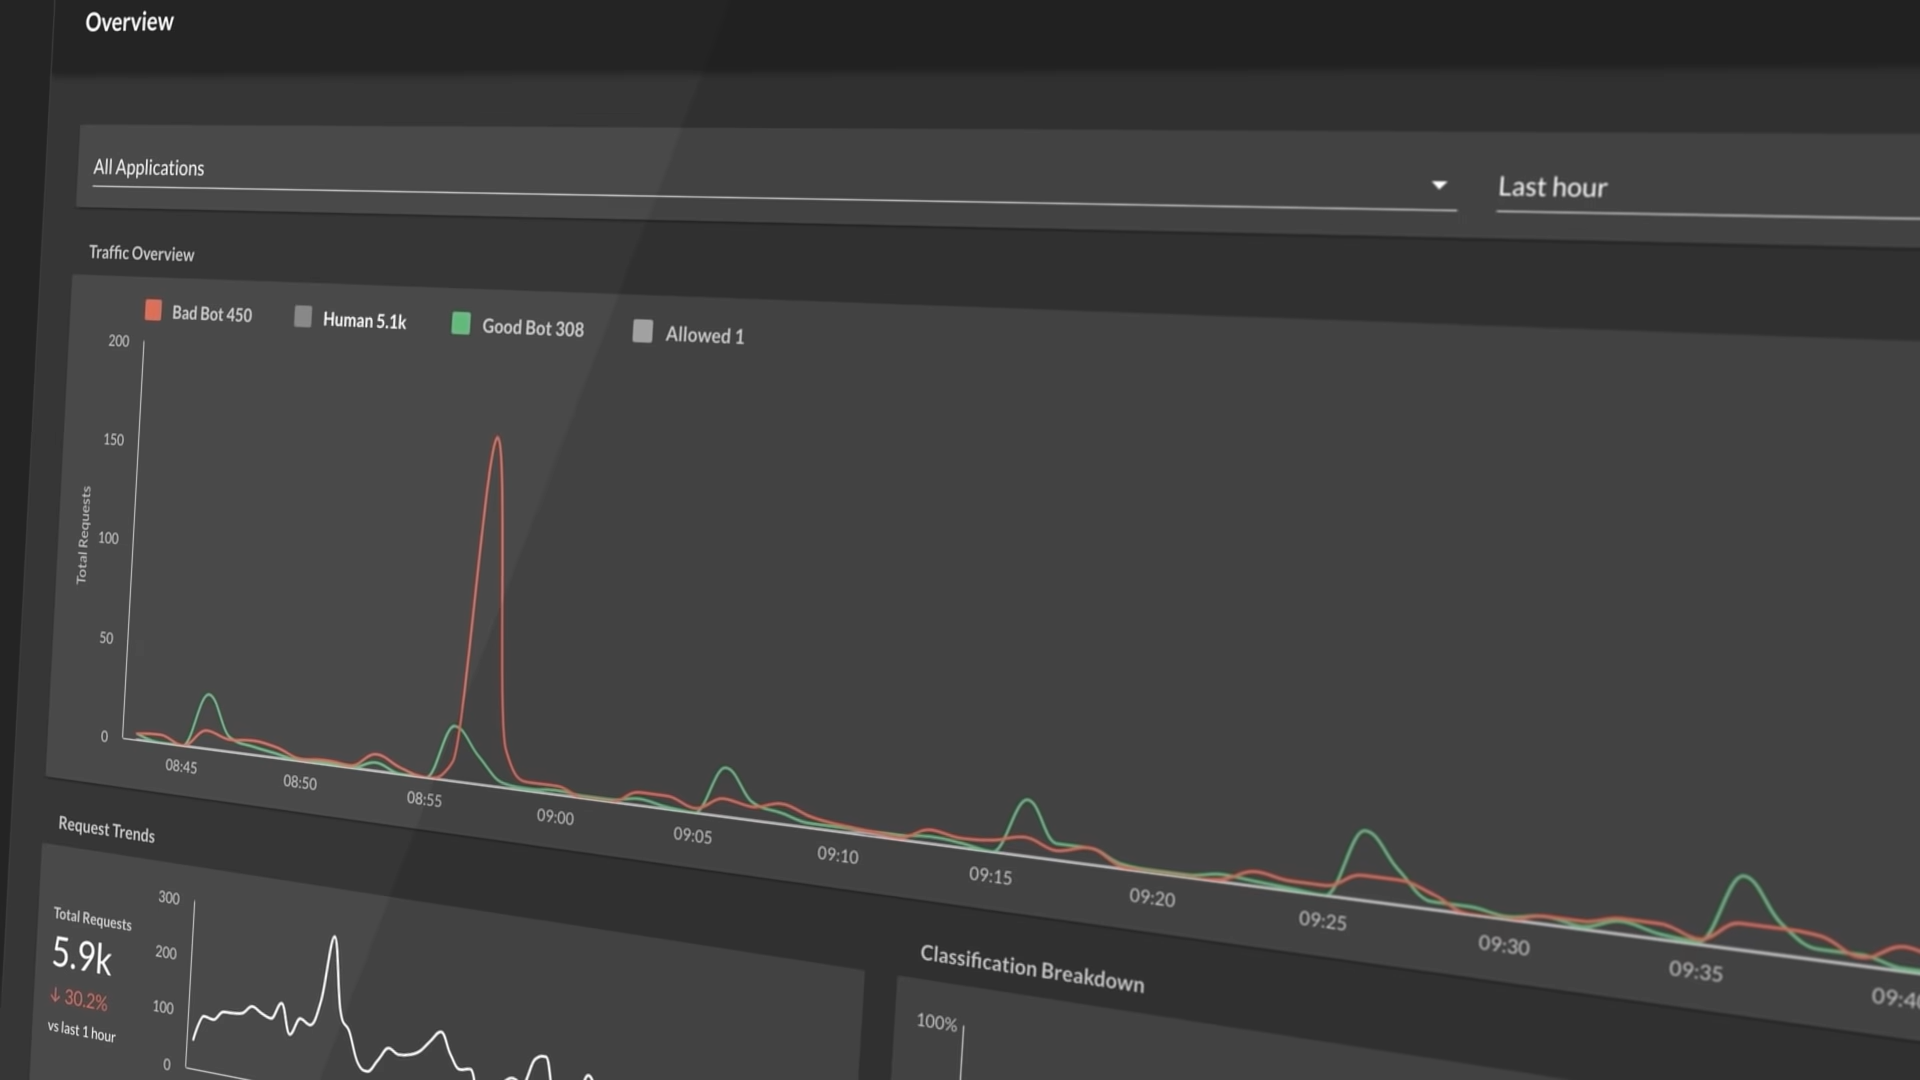 Overview
All Applications
Last hour
Traffic Overview
Bad Bot 450
Human 5.1k
Good Bot 308
Allowed 1
200
150
100
50
0
Total Requests
08:45
08:50
08:55
09:00
09:05
09:10
09:15
09:20
09:25
09:30
09:35
Request Trends
Total Requests
5.9k
↓ 30.2%
vs last 1 hour
300
200
100
0
Classification Breakdown
100%